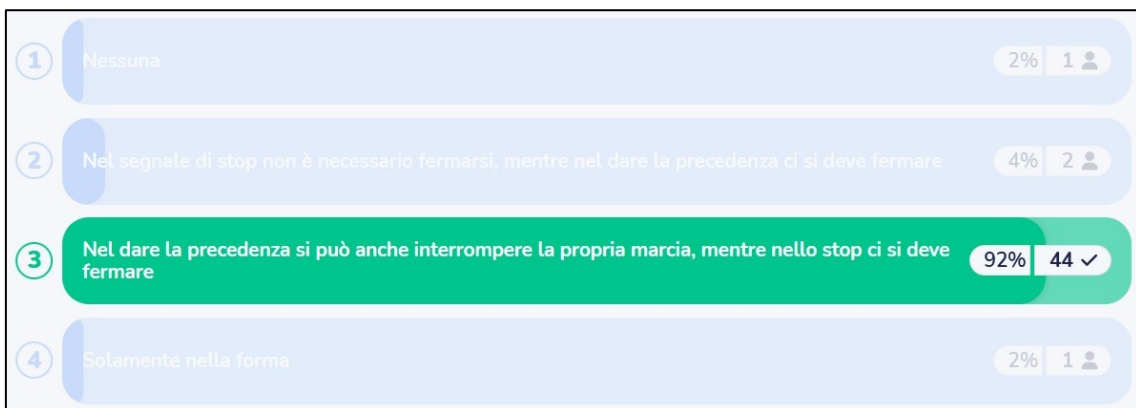 1 Nessuna 2% 1
2 Nel segnale di stop non è necessario fermarsi, mentre nel dare la precedenza ci si deve fermare 4% 2
3 Nel dare la precedenza si può anche interrompere la propria marcia, mentre nello stop ci si deve
fermare 92% 44
4 Solamente nella forma 2% 1